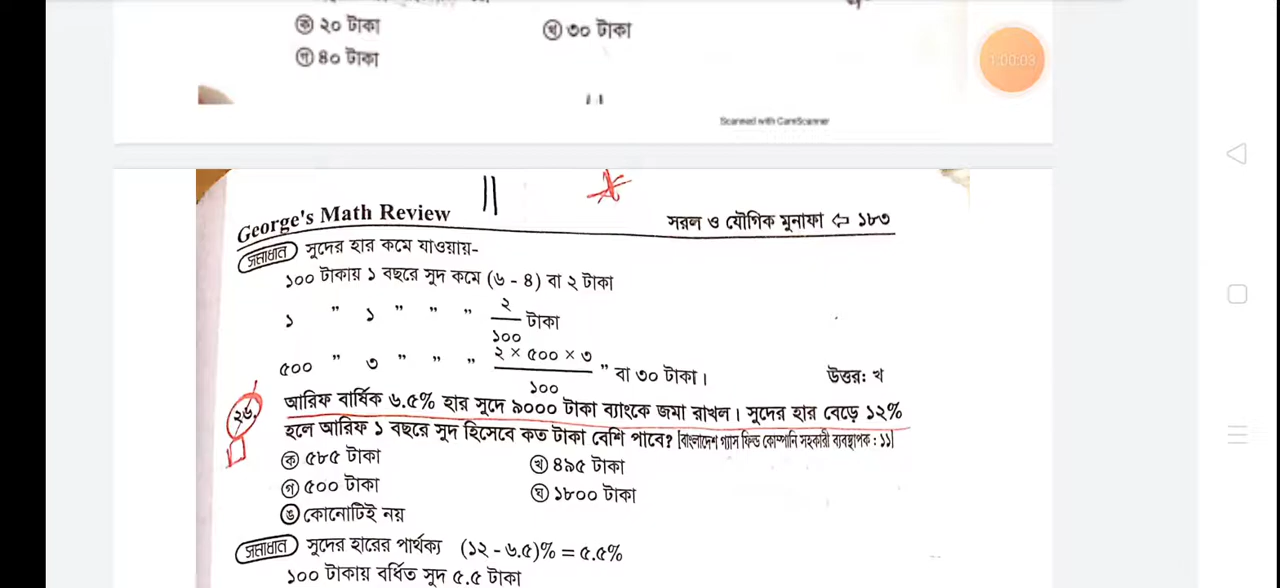 ক ২০ টাকা
খ ৩০ টাকা
গ ৪০ টাকা
1:00:03
Scanned with CamScanner
George's Math Review
সরল ও যৌগিক মুনাফা ⇦ ১৮৩
সমাধান সুদের হার কমে যাওয়ায়-
১০০ টাকায় ১ বছরে সুদ কমে (৬ - ৪) বা ২ টাকা
১ " ১ " " " ২/১০০ টাকা
৫০০ " ৩ " " " ২ × ৫০০ × ৩/১০০ " বা ৩০ টাকা।
উত্তর: খ
২৬. আরিফ বার্ষিক ৬.৫% হার সুদে ৯০০০ টাকা ব্যাংকে জমা রাখল। সুদের হার বেড়ে ১২%
হলে আরিফ ১ বছরে সুদ হিসেবে কত টাকা বেশি পাবে? [বাংলাদেশ গ্যাস ফিল্ড কোম্পানি সহকারী ব্যবস্থাপক : ১১]
ক ৫৮৫ টাকা
খ ৪৯৫ টাকা
গ ৫০০ টাকা
ঘ ১৮০০ টাকা
ঙ কোনোটিই নয়
সমাধান সুদের হারের পার্থক্য (১২ - ৬.৫)% = ৫.৫%
১০০ টাকায় বর্ধিত সুদ ৫.৫ টাকা